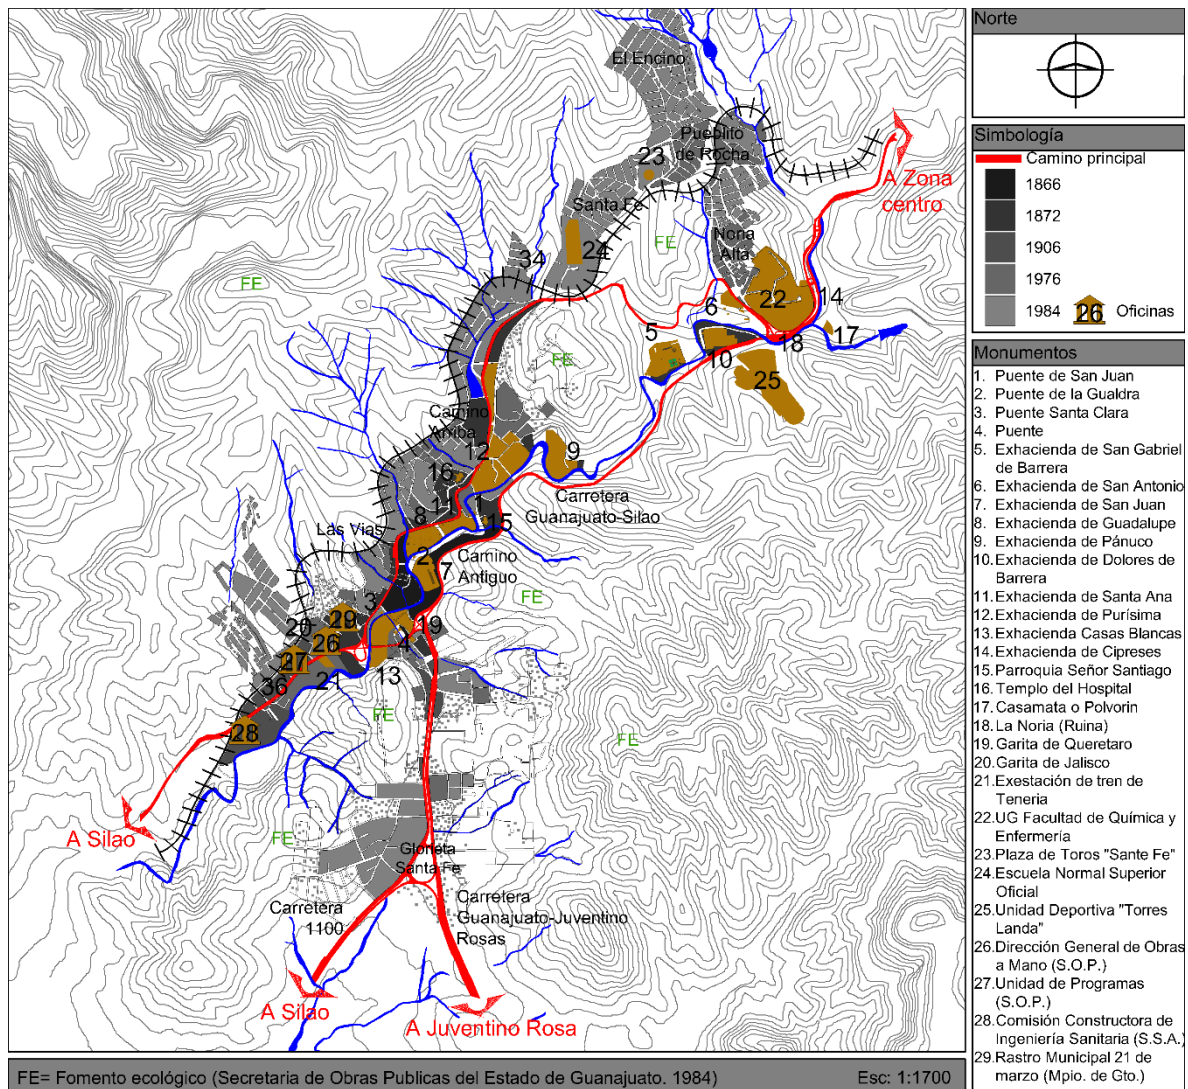 El Encino
Pueblito
de Rocha
23
A Zona
centro
Santa Fe
Noria
Alta
24
FE
34
FE
22
14
6
5
17
18
10
FE
25
Camino
Arriba
12
9
16
Carretera
Guanajuato-Silao
11
1
8
15
Las Vias
2
Camino
Antiguo
7
FE
3
29
19
20
26
4
27
13
36
21
FE
28
FE
A Silao
FE
Glorieta
Santa Fe
Carretera
1100
Carretera
Guanajuato-Juventino
Rosas
A Silao
A Juventino Rosa
FE= Fomento ecológico (Secretaria de Obras Publicas del Estado de Guanajuato. 1984)
Esc: 1:1700
Norte
Simbología
Camino principal
1866
1872
1906
1976
1984
26
Oficinas
Monumentos
1. Puente de San Juan
2. Puente de la Gualdra
3. Puente Santa Clara
4. Puente
5. Exhacienda de San Gabriel
de Barrera
6. Exhacienda de San Antonio
7. Exhacienda de San Juan
8. Exhacienda de Guadalupe
9. Exhacienda de Pánuco
10. Exhacienda de Dolores de
Barrera
11. Exhacienda de Santa Ana
12. Exhacienda de Purísima
13. Exhacienda Casas Blancas
14. Exhacienda de Cipreses
15. Parroquia Señor Santiago
16. Templo del Hospital
17. Casamata o Polvorin
18. La Noria (Ruina)
19. Garita de Queretaro
20. Garita de Jalisco
21. Exestación de tren de
Teneria
22. UG Facultad de Química y
Enfermería
23. Plaza de Toros "Sante Fe"
24. Escuele Normal Superior
Oficial
25. Unidad Deportiva "Torres
Landa"
26. Dirección General de Obras
a Mano (S.O.P.)
27. Unidad de Programas
(S.O.P.)
28. Comisión Constructora de
Ingeniería Sanitaria (S.S.A.)
29. Rastro Municipal 21 de
marzo (Mpio. de Gto.)